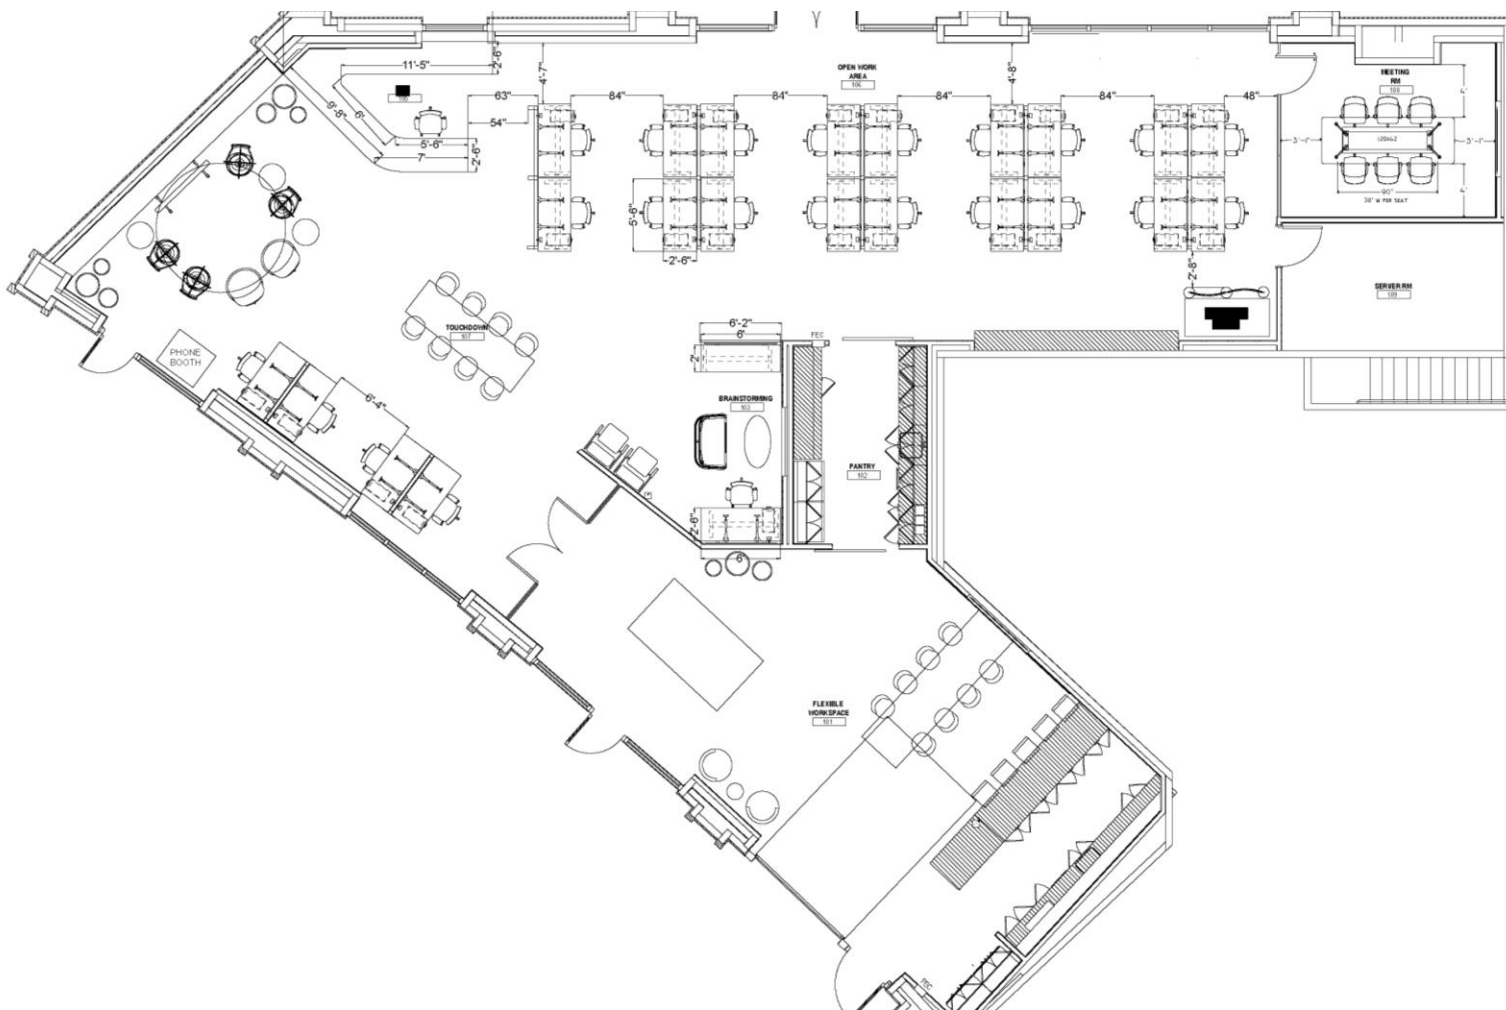 11'-5"
2'-6"
9'-8"
6'
5'-6"
7'
2'-6"
63"
54"
4'-7"
84"
84"
OPEN WORK
AREA
106
84"
4'-8"
84"
48"
MEETING
RM
108
4'
3'-1"
3'-1"
90"
30" W PER SEAT
4'
5'-6"
2'-6"
2'-8"
SERVER RM
109
TOUCHDOWN
107
PHONE
BOOTH
6'-4"
6'-2"
6'
2'
FEC
BRAINSTORMING
103
PANTRY
102
2'-6"
6'
FLEXIBLE
WORKSPACE
101
FEC